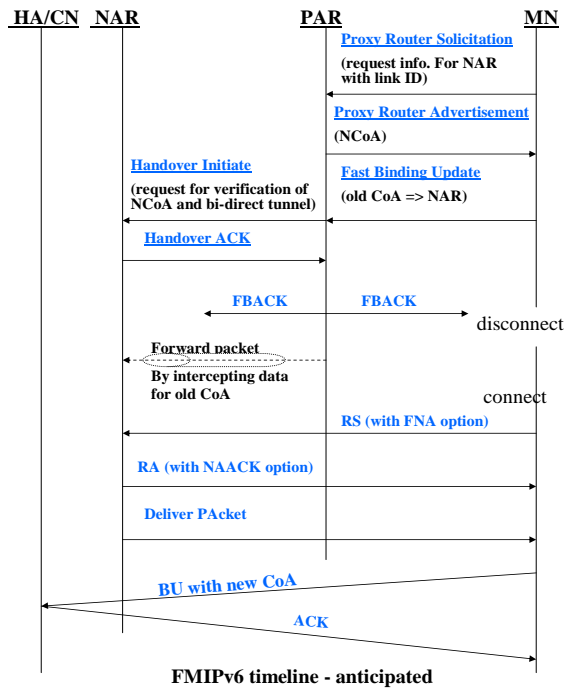 HA/CN NAR PAR MN
Proxy Router Solicitation
(request info. For NAR
with link ID)
Proxy Router Advertisement
(NCoA)
Handover Initiate
(request for verification of
NCoA and bi-direct tunnel)
Fast Binding Update
(old CoA => NAR)
Handover ACK
FBACK FBACK
disconnect
Forward packet
By intercepting data
for old CoA
connect
RS (with FNA option)
RA (with NAACK option)
Deliver PAcket
BU with new CoA
ACK
FMIPv6 timeline - anticipated